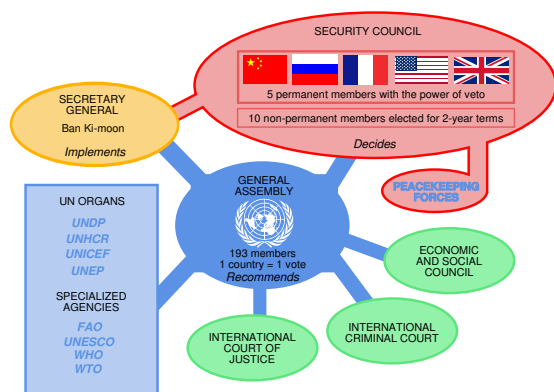 SECURITY COUNCIL
5 permanent members with the power of veto
10 non-permanent members elected for 2-year terms
Decides
PEACEKEEPING
FORCES
SECRETARY
GENERAL
Ban Ki-moon
Implements
GENERAL
ASSEMBLY
193 members
1 country = 1 vote
Recommends
UN ORGANS
UNDP
UNHCR
UNICEF
UNEP
SPECIALIZED
AGENCIES
FAO
UNESCO
WHO
WTO
ECONOMIC
AND SOCIAL
COUNCIL
INTERNATIONAL
CRIMINAL COURT
INTERNATIONAL
COURT OF
JUSTICE